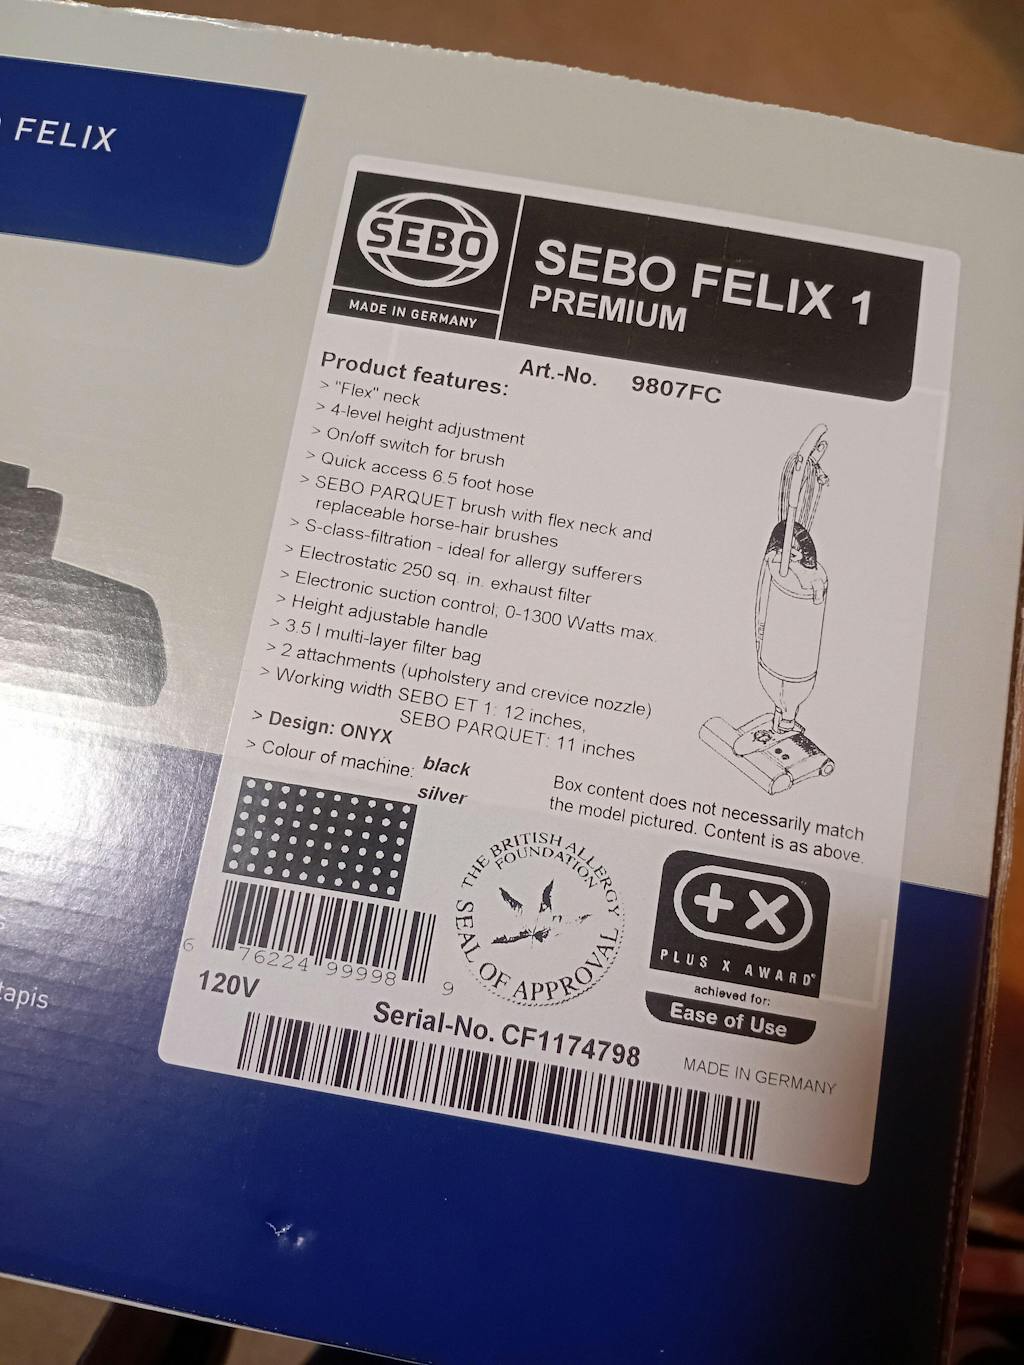 FELIX
SEBO
MADE IN GERMANY
SEBO FELIX 1
PREMIUM
Art.-No. 9807FC
Product features:
> "Flex" neck
> 4-level height adjustment
> On/off switch for brush
> Quick access 6.5 foot hose
> SEBO PARQUET brush with flex neck and
replaceable horse-hair brushes
> S-class-filtration - ideal for allergy sufferers
> Electrostatic 250 sq. in. exhaust filter
> Electronic suction control; 0-1300 Watts max.
> Height adjustable handle
> 3.5 l multi-layer filter bag
> 2 attachments (upholstery and crevice nozzle)
> Working width SEBO ET 1: 12 inches,
SEBO PARQUET: 11 inches
> Design: ONYX
> Colour of machine: black
silver
Box content does not necessarily match
the model pictured. Content is as above.
THE BRITISH ALLERGY
FOUNDATION
SEAL OF APPROVAL
PLUS X AWARD
achieved for:
Ease of Use
6 76224 99998 9
120V
Serial-No. CF1174798
MADE IN GERMANY
tapis